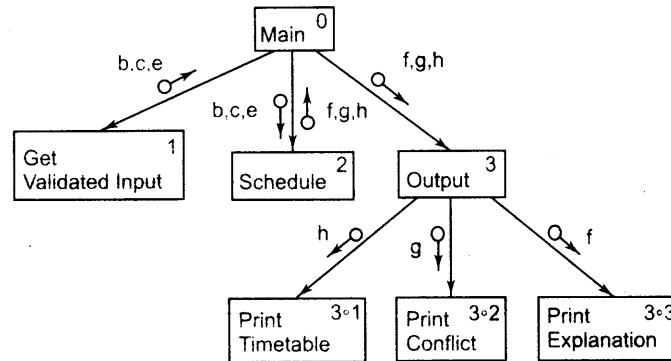 Main 0
b,c,e
f,g,h
b,c,e
f,g,h
Get 1
Validated Input
Schedule 2
Output 3
h
g
f
Print 3∘1
Timetable
Print 3∘2
Conflict
Print 3∘3
Explanation